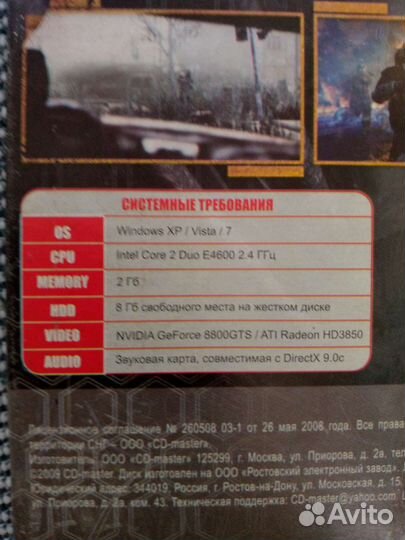 СИСТЕМНЫЕ ТРЕБОВАНИЯ
OS Windows XP / Vista / 7
CPU Intel Core 2 Duo E4600 2.4 ГГц
MEMORY 2 Гб
HDD 8 Гб свободного места на жестком диске
VIDEO NVIDIA GeForce 8800GTS / ATI Radeon HD3850
AUDIO Звуковая карта, совместимая с DirectX 9.0c
Лицензионное соглашение № 260508 03-1 от 26 мая 2008 года. Все права
территории СНГ – ООО «CD-master».
Изготовитель: ООО «CD-master» 125299, г. Москва, ул. Приорова, д. 2а,
©2009 CD-master. Диск изготовлен на ООО «Ростовский электронный завод».
Юридический адрес: 344019, Россия, г. Ростов-на-Дону, ул. Московская, д. 15.
ул. Приорова, д. 2а, ком. 43. Техническая поддержка: CD-master@yahoo.com
Avito